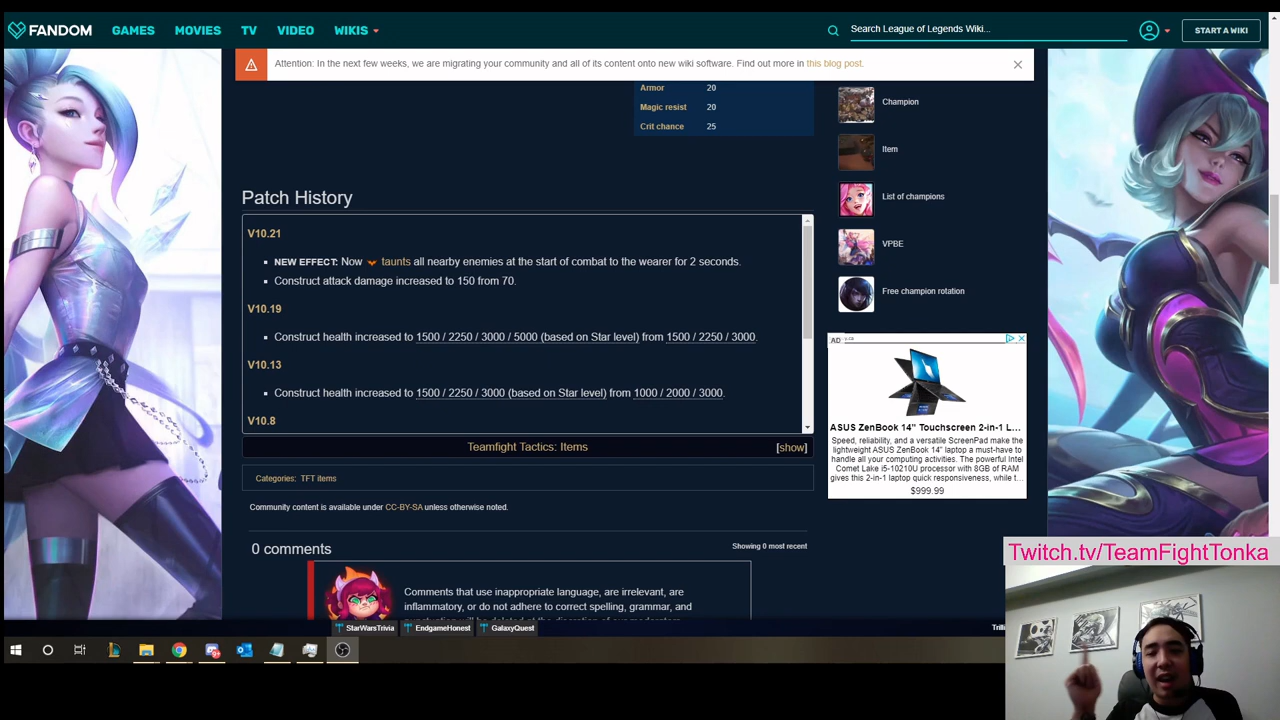 FANDOM GAMES MOVIES TV VIDEO WIKIS Search League of Legends Wiki... START A WIKI
Attention: In the next few weeks, we are migrating your community and all of its content onto new wiki software. Find out more in this blog post.
Armor 20
Magic resist 20
Crit chance 25
Patch History
V10.21
NEW EFFECT: Now taunts all nearby enemies at the start of combat to the wearer for 2 seconds.
Construct attack damage increased to 150 from 70.
V10.19
Construct health increased to 1500 / 2250 / 3000 / 5000 (based on Star level) from 1500 / 2250 / 3000.
V10.13
Construct health increased to 1500 / 2250 / 3000 (based on Star level) from 1000 / 2000 / 3000.
V10.8
Teamfight Tactics: Items [show]
Categories: TFT items
Community content is available under CC-BY-SA unless otherwise noted.
0 comments Showing 0 most recent
Comments that use inappropriate language, are irrelevant, are
inflammatory, or do not adhere to correct spelling, grammar, and
Champion
Item
List of champions
VPBE
Free champion rotation
AD
ASUS ZenBook 14" Touchscreen 2-in-1 L...
Speed, reliability, and a versatile ScreenPad make the
lightweight ASUS ZenBook 14" laptop a must-have to
handle all your computing activities. The powerful Intel
Comet Lake i5-10210U processor with 8GB of RAM
gives this 2-in-1 laptop quick responsiveness, while t...
$999.99
Twitch.tv/TeamFightTonka
StarWarsTrivia EndgameHonest GalaxyQuest Trilli